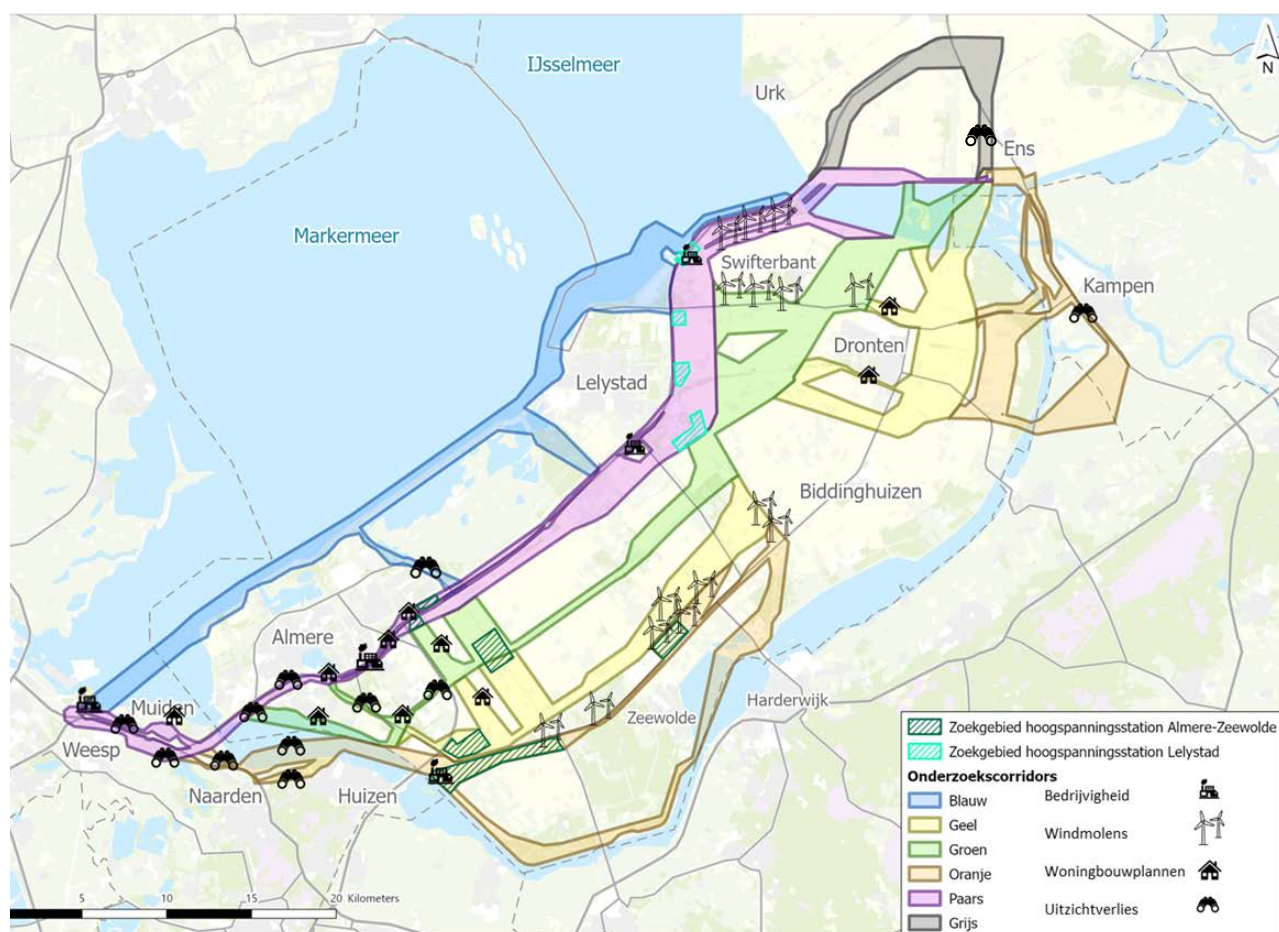 IJsselmeer
Urk
N
Ens
Markermeer
Swifterbant
Kampen
Dronten
Lelystad
Biddinghuizen
Almere
Muiden
Zeewolde
Harderwijk
Weesp
Naarden
Huizen
5 10 15 20 Kilometers
Zoekgebied hoogspanningsstation Almere-Zeewolde
Zoekgebied hoogspanningsstation Lelystad
Onderzoekscorridors
Blauw
Geel
Groen
Oranje
Paars
Grijs
Bedrijvigheid
Windmolens
Woningbouwplannen
Uitzichtverlies